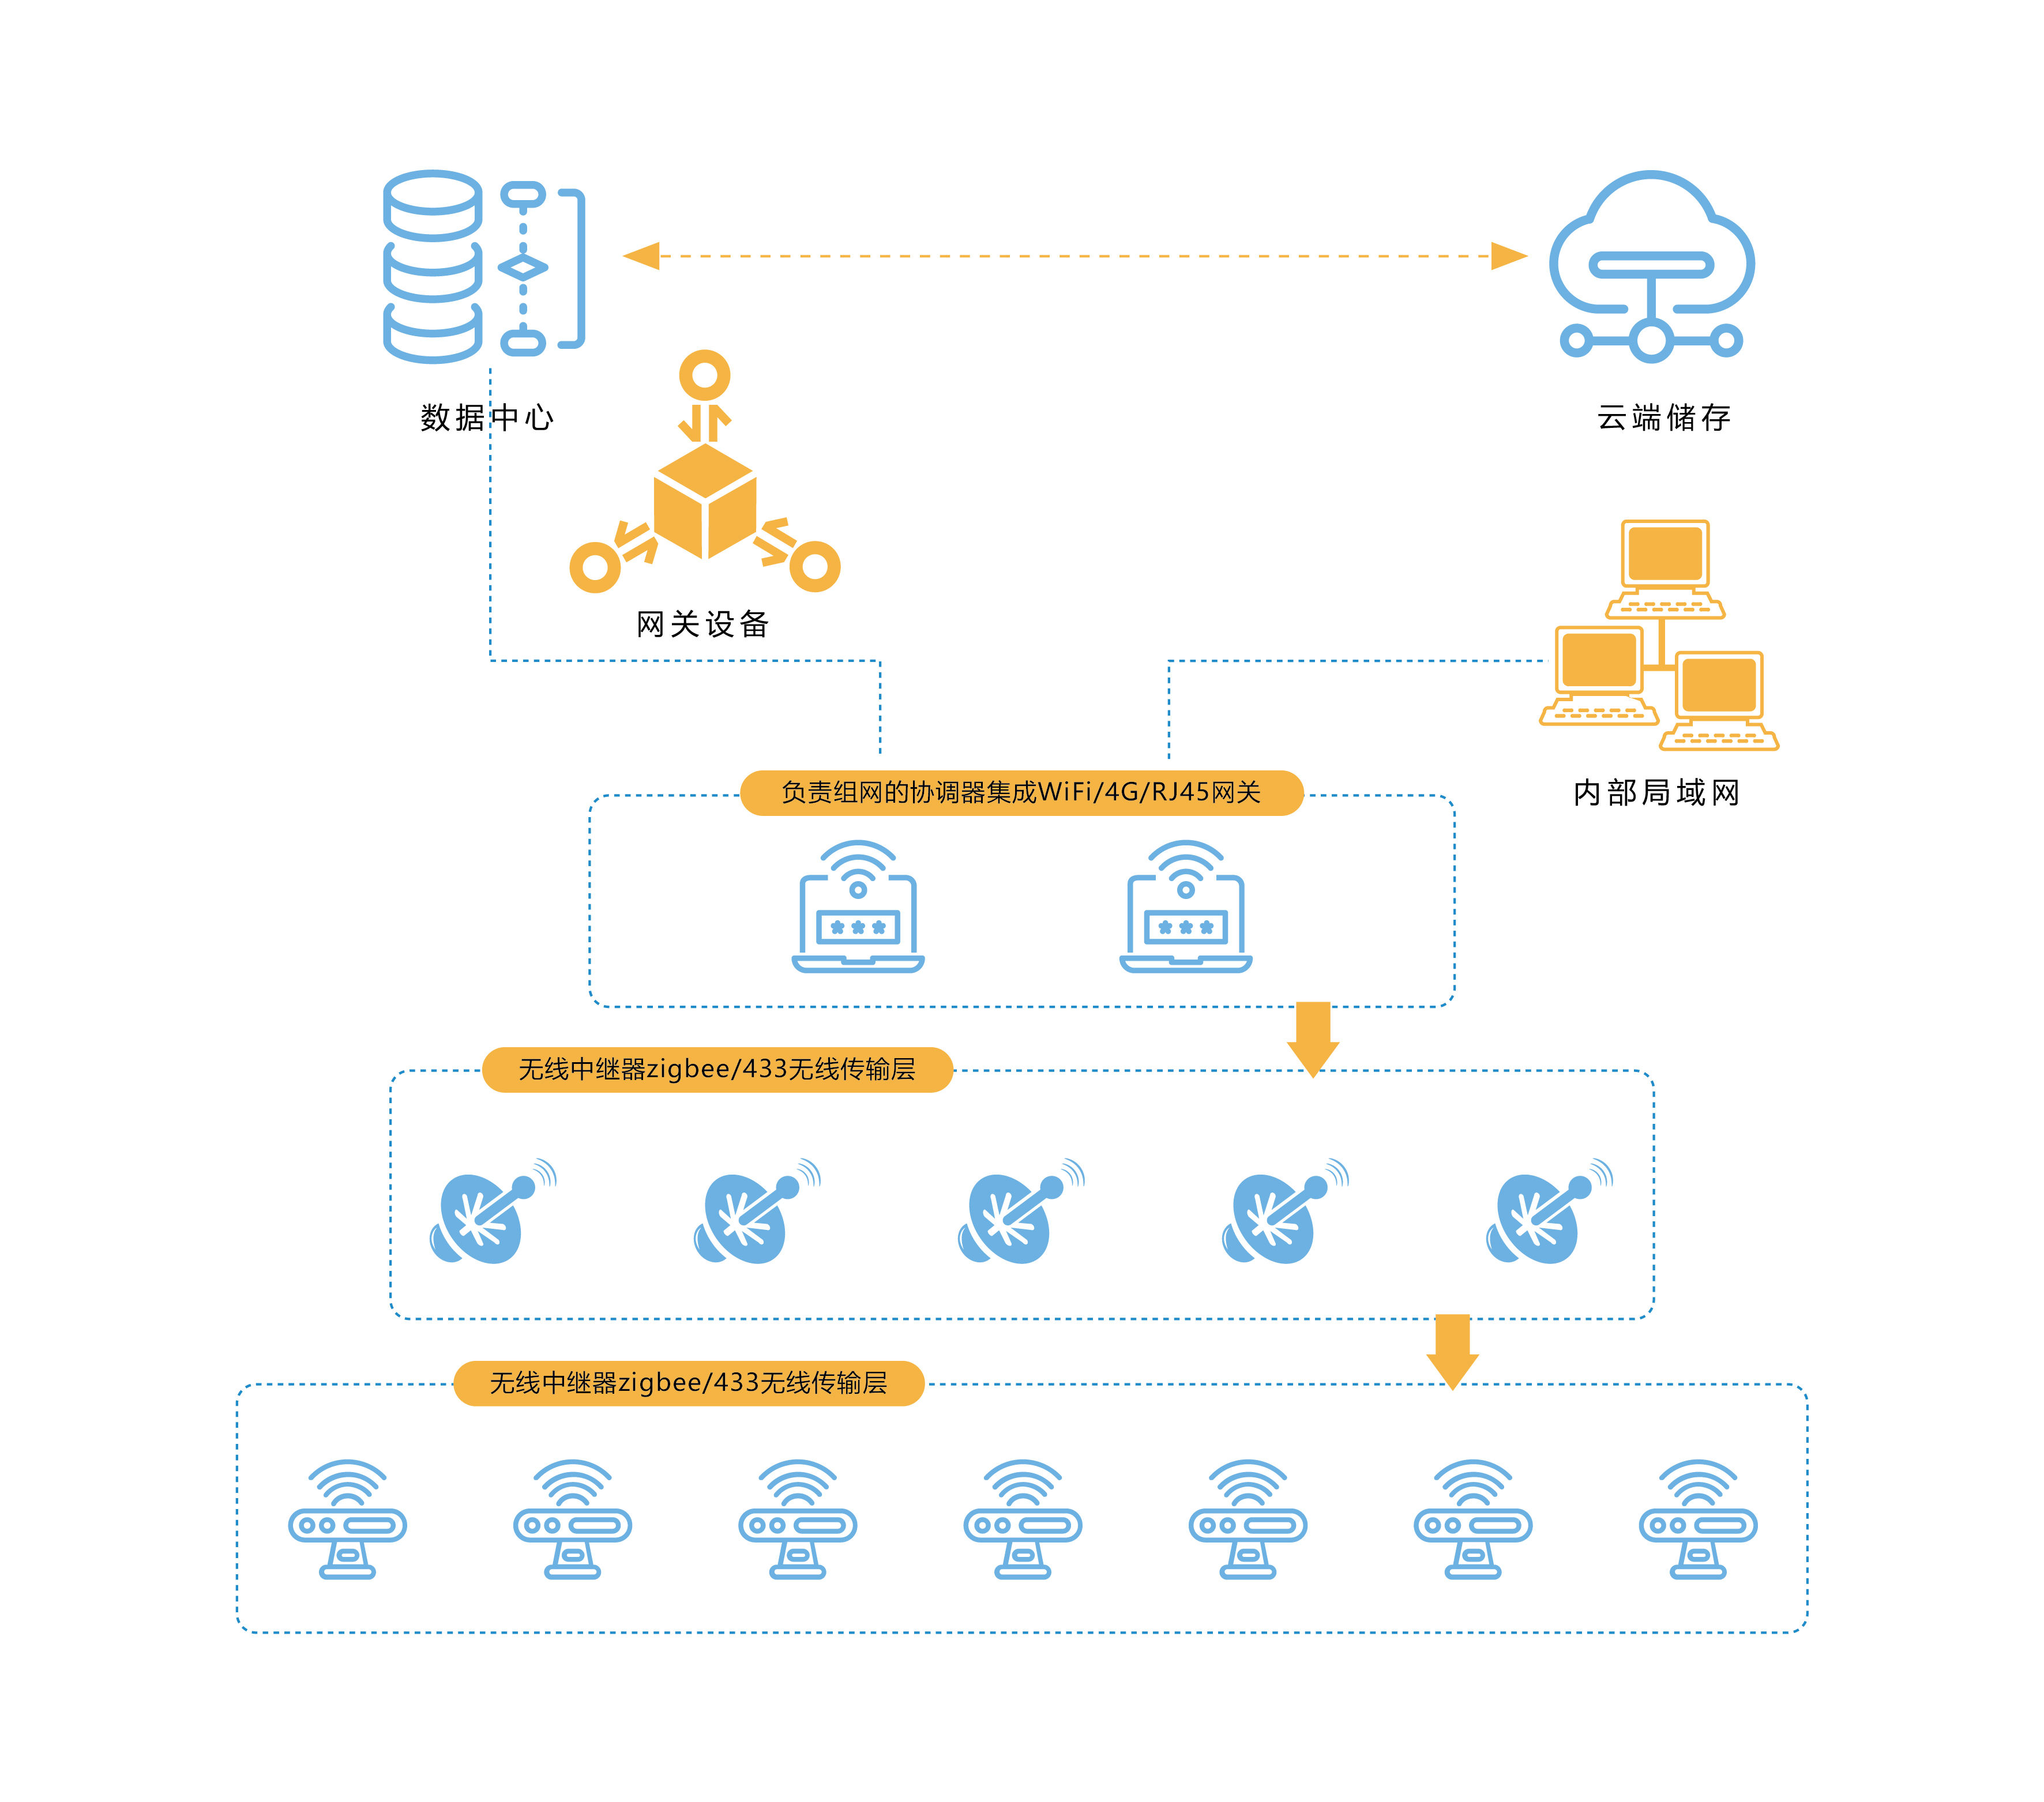 数据中心
云端储存
网关设备
内部局域网
负责组网的协调器集成WiFi/4G/RJ45网关
***
***
无线中继器zigbee/433无线传输层
无线中继器zigbee/433无线传输层